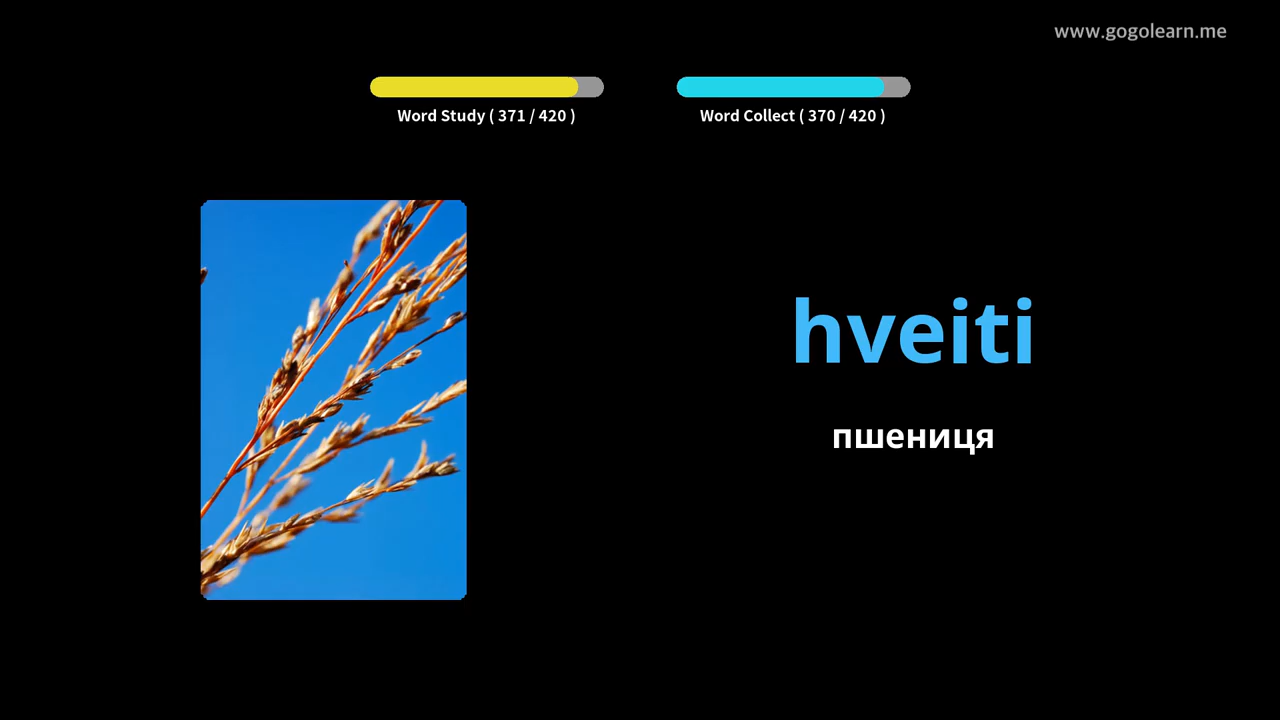 www.gogolearn.me
Word Study ( 371 / 420 )
Word Collect ( 370 / 420 )
hveiti
пшениця